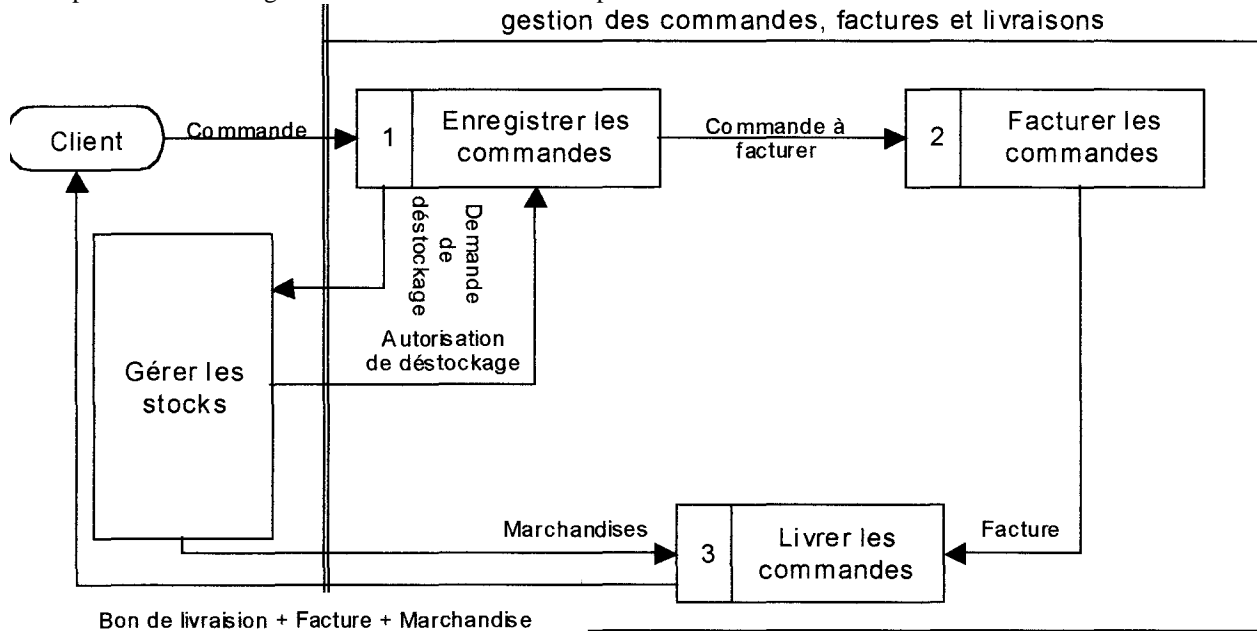 gestion des commandes, factures et livraisons
Client
Commande
1
Enregistrer les
commandes
Commande à
facturer
2
Facturer les
commandes
Demande
de
déstockage
Autorisation
de déstockage
Gérer les
stocks
Marchandises
3
Livrer les
commandes
Facture
Bon de livraision + Facture + Marchandise